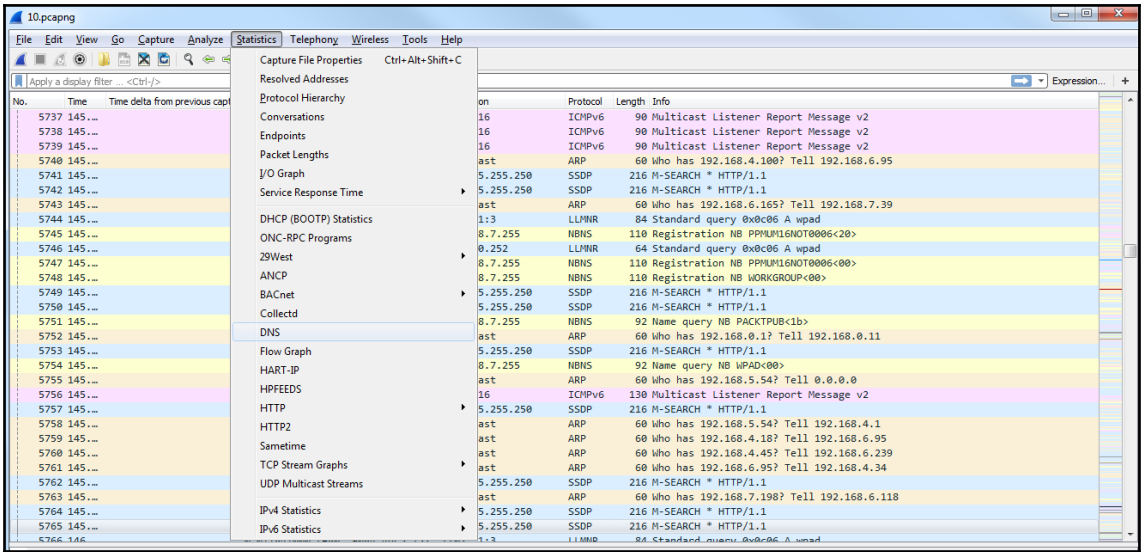 10.pcapng
File Edit View Go Capture Analyze Statistics Telephony Wireless Tools Help
Apply a display filter ... <Ctrl-/> Expression... +
No. Time Time delta from previous capt on Protocol Length Info
Capture File Properties Ctrl+Alt+Shift+C
Resolved Addresses
Protocol Hierarchy
Conversations
Endpoints
Packet Lengths
I/O Graph
Service Response Time
DHCP (BOOTP) Statistics
ONC-RPC Programs
29West
ANCP
BACnet
Collectd
DNS
Flow Graph
HART-IP
HPFEEDS
HTTP
HTTP2
Sametime
TCP Stream Graphs
UDP Multicast Streams
IPv4 Statistics
IPv6 Statistics
5737 145.... 16 ICMPv6 90 Multicast Listener Report Message v2
5738 145.... 16 ICMPv6 90 Multicast Listener Report Message v2
5739 145.... 16 ICMPv6 90 Multicast Listener Report Message v2
5740 145.... ast ARP 60 Who has 192.168.4.100? Tell 192.168.6.95
5741 145.... 5.255.250 SSDP 216 M-SEARCH * HTTP/1.1
5742 145.... 5.255.250 SSDP 216 M-SEARCH * HTTP/1.1
5743 145.... ast ARP 60 Who has 192.168.6.165? Tell 192.168.7.39
5744 145.... 1:3 LLMNR 84 Standard query 0x0c06 A wpad
5745 145.... 8.7.255 NBNS 110 Registration NB PPMUM16NOT0006<20>
5746 145.... 0.252 LLMNR 64 Standard query 0x0c06 A wpad
5747 145.... 8.7.255 NBNS 110 Registration NB PPMUM16NOT0006<00>
5748 145.... 8.7.255 NBNS 110 Registration NB WORKGROUP<00>
5749 145.... 5.255.250 SSDP 216 M-SEARCH * HTTP/1.1
5750 145.... 5.255.250 SSDP 216 M-SEARCH * HTTP/1.1
5751 145.... 8.7.255 NBNS 92 Name query NB PACKTPUB<1b>
5752 145.... ast ARP 60 Who has 192.168.0.1? Tell 192.168.0.11
5753 145.... 5.255.250 SSDP 216 M-SEARCH * HTTP/1.1
5754 145.... 8.7.255 NBNS 92 Name query NB WPAD<00>
5755 145.... ast ARP 60 Who has 192.168.5.54? Tell 0.0.0.0
5756 145.... 16 ICMPv6 130 Multicast Listener Report Message v2
5757 145.... 5.255.250 SSDP 216 M-SEARCH * HTTP/1.1
5758 145.... ast ARP 60 Who has 192.168.5.54? Tell 192.168.4.1
5759 145.... ast ARP 60 Who has 192.168.4.18? Tell 192.168.6.95
5760 145.... ast ARP 60 Who has 192.168.4.45? Tell 192.168.6.239
5761 145.... ast ARP 60 Who has 192.168.6.95? Tell 192.168.4.34
5762 145.... 5.255.250 SSDP 216 M-SEARCH * HTTP/1.1
5763 145.... ast ARP 60 Who has 192.168.7.198? Tell 192.168.6.118
5764 145.... 5.255.250 SSDP 216 M-SEARCH * HTTP/1.1
5765 145.... 5.255.250 SSDP 216 M-SEARCH * HTTP/1.1
5766 146 1:3 LLMNR 84 Standard query 0x0c06 A wpad